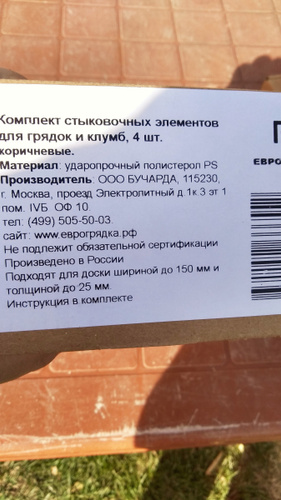 Комплект стыковочных элементов
для грядок и клумб, 4 шт.
коричневые.
Материал: ударопрочный полистерол PS
Производитель: ООО БУЧАРДА, 115230,
г. Москва, проезд Электролитный д 1к.3 эт 1
пом. IVБ ОФ 10.
тел: (499) 505-50-03.
сайт: www.еврогрядка.рф
Не подлежит обязательной сертификации
Произведено в России
Подходят для доски шириной до 150 мм и
толщиной до 25 мм.
Инструкция в комплекте
ЕВРО